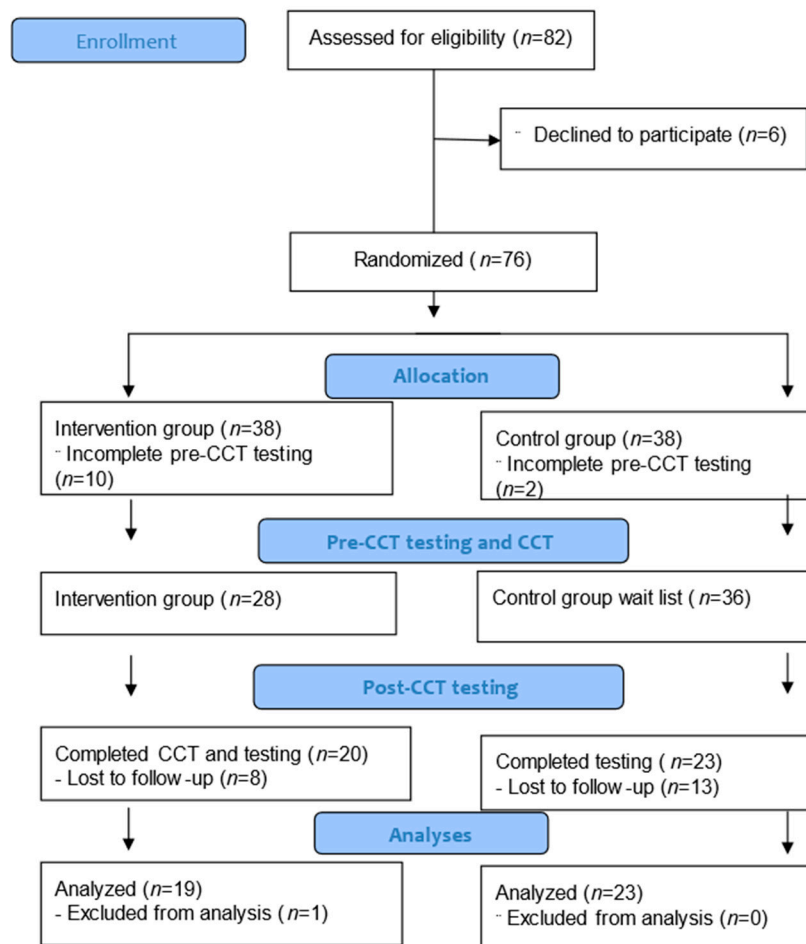 Enrollment
Assessed for eligibility (n=82)
¨ Declined to participate (n=6)
Randomized (n=76)
Allocation
Intervention group (n=38)
¨ Incomplete pre-CCT testing
(n=10)
Control group (n=38)
¨ Incomplete pre-CCT testing
(n=2)
Pre-CCT testing and CCT
Intervention group (n=28)
Control group wait list (n=36)
Post-CCT testing
Completed CCT and testing (n=20)
- Lost to follow-up (n=8)
Completed testing (n=23)
- Lost to follow-up (n=13)
Analyses
Analyzed (n=19)
- Excluded from analysis (n=1)
Analyzed (n=23)
¨ Excluded from analysis (n=0)